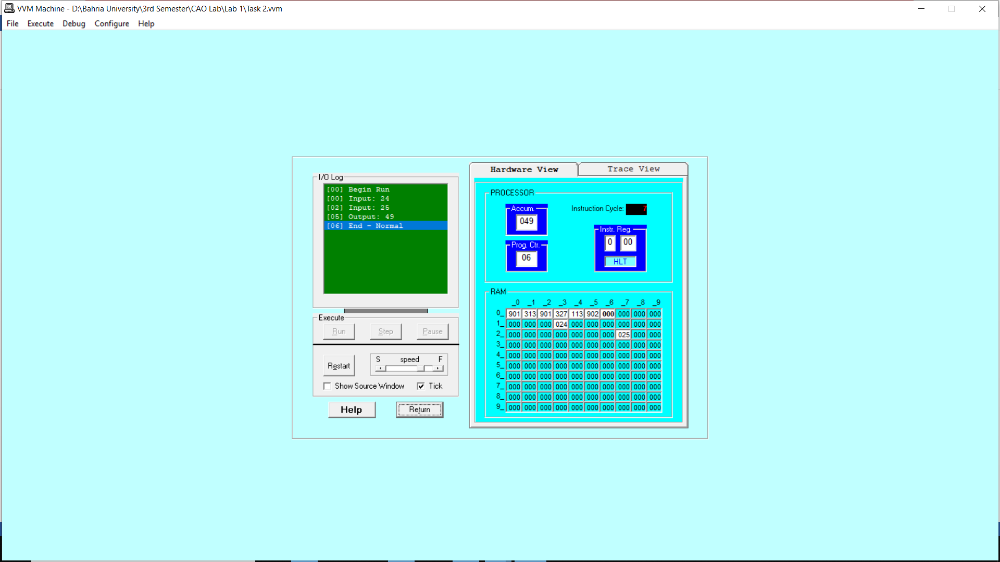 VVM Machine - D:\Bahria University\3rd Semester\CAO Lab\Lab 1\Task 2.vvm
File Execute Debug Configure Help
I/O Log
[00] Begin Run
[00] Input: 24
[02] Input: 25
[05] Output: 49
[06] End - Normal
Execute
Run Step Pause
Restart
S speed F
Show Source Window Tick
Help Return
Hardware View Trace View
PROCESSOR
Accum.
049
Instruction Cycle: 7
Prog. Ctr.
06
Instr. Reg.
0 00
HLT
RAM
_0 _1 _2 _3 _4 _5 _6 _7 _8 _9
0_ 901 313 901 327 113 902 000 000 000 000
1_ 000 000 000 024 000 000 000 000 000 000
2_ 000 000 000 000 000 000 000 025 000 000
3_ 000 000 000 000 000 000 000 000 000 000
4_ 000 000 000 000 000 000 000 000 000 000
5_ 000 000 000 000 000 000 000 000 000 000
6_ 000 000 000 000 000 000 000 000 000 000
7_ 000 000 000 000 000 000 000 000 000 000
8_ 000 000 000 000 000 000 000 000 000 000
9_ 000 000 000 000 000 000 000 000 000 000